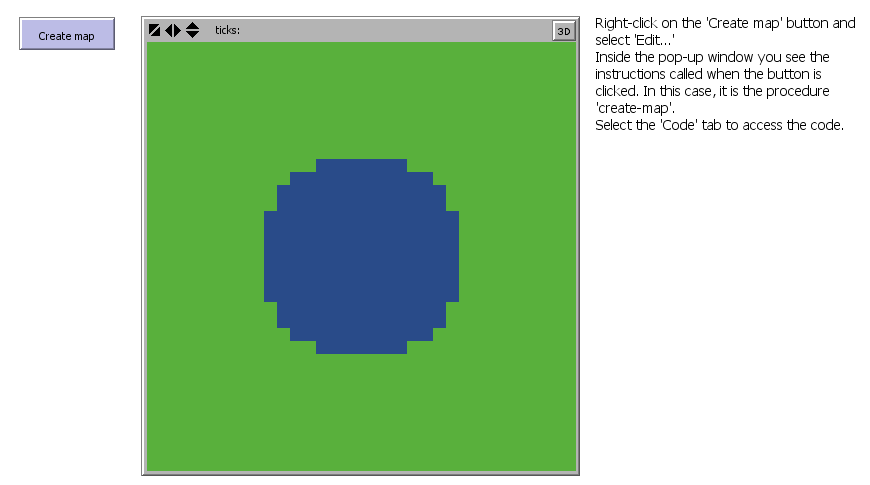 Create map
ticks:
3D
Right-click on the 'Create map' button and
select 'Edit...'
Inside the pop-up window you see the
instructions called when the button is
clicked. In this case, it is the procedure
'create-map'.
Select the 'Code' tab to access the code.